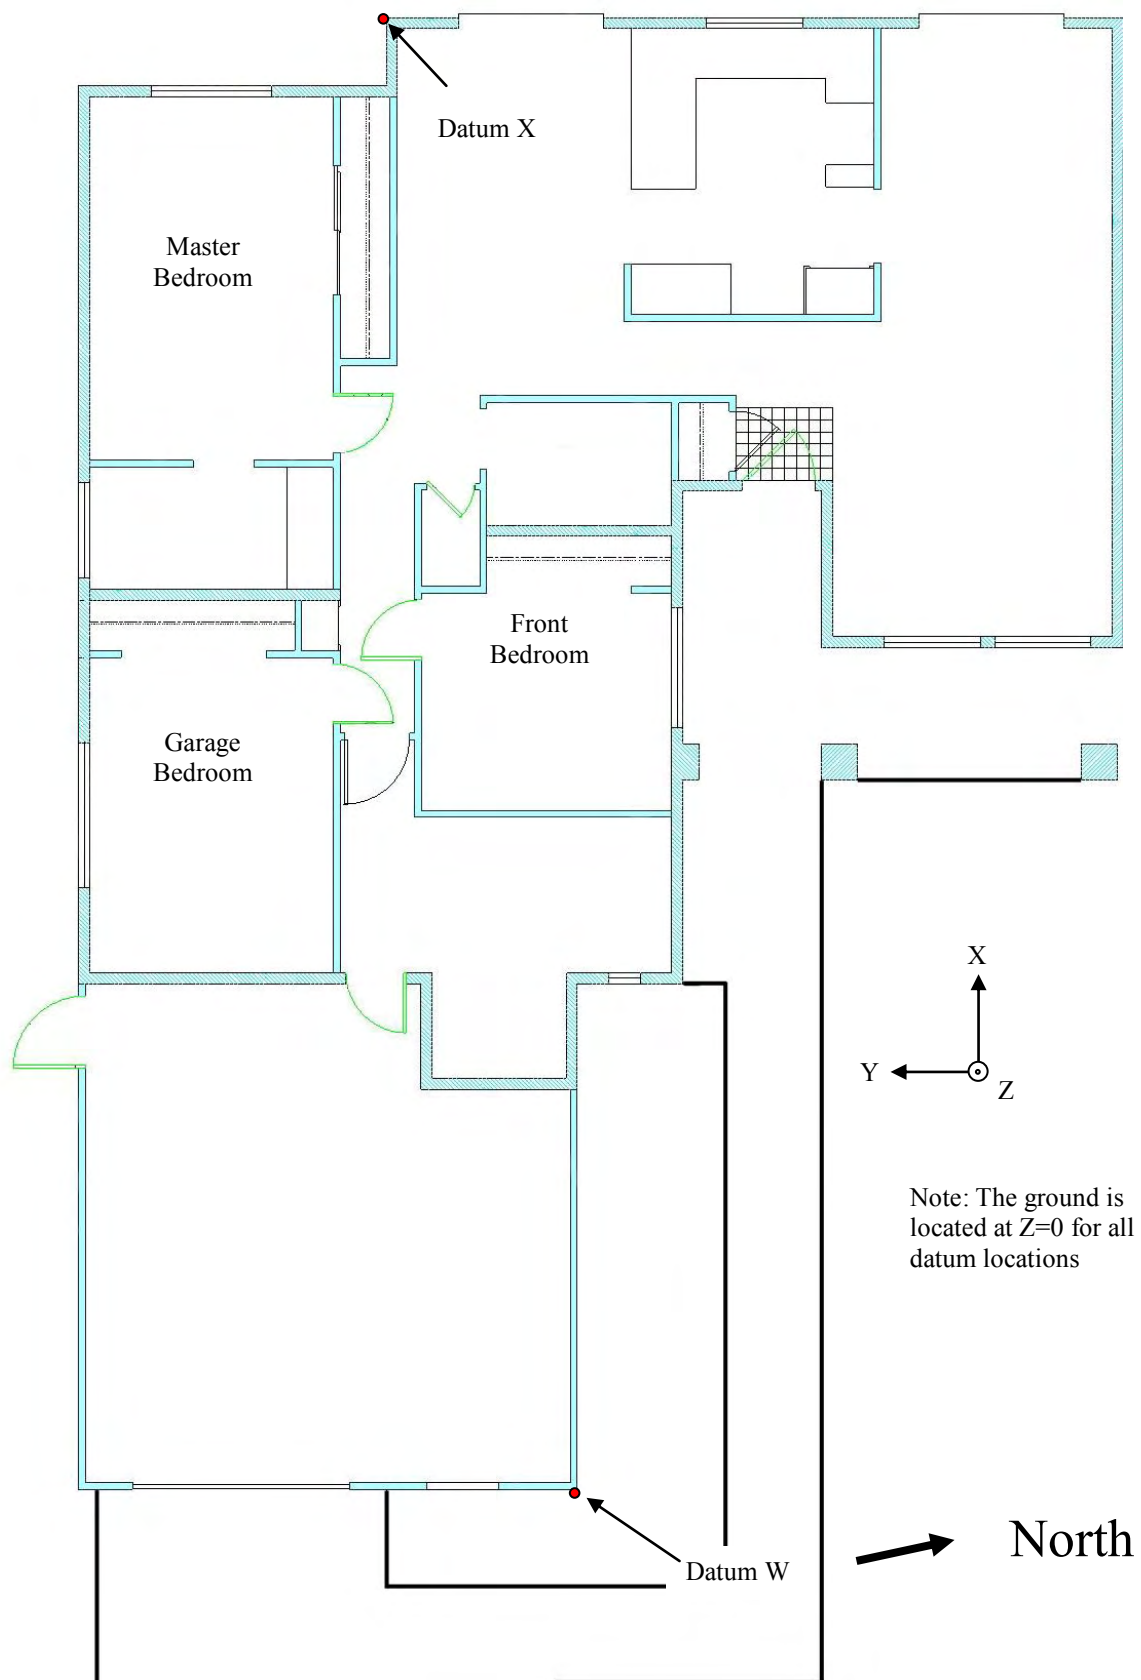 Datum X
Master
Bedroom
Front
Bedroom
Garage
Bedroom
X
Y
Z
Note: The ground is
located at Z=0 for all
datum locations
North
Datum W